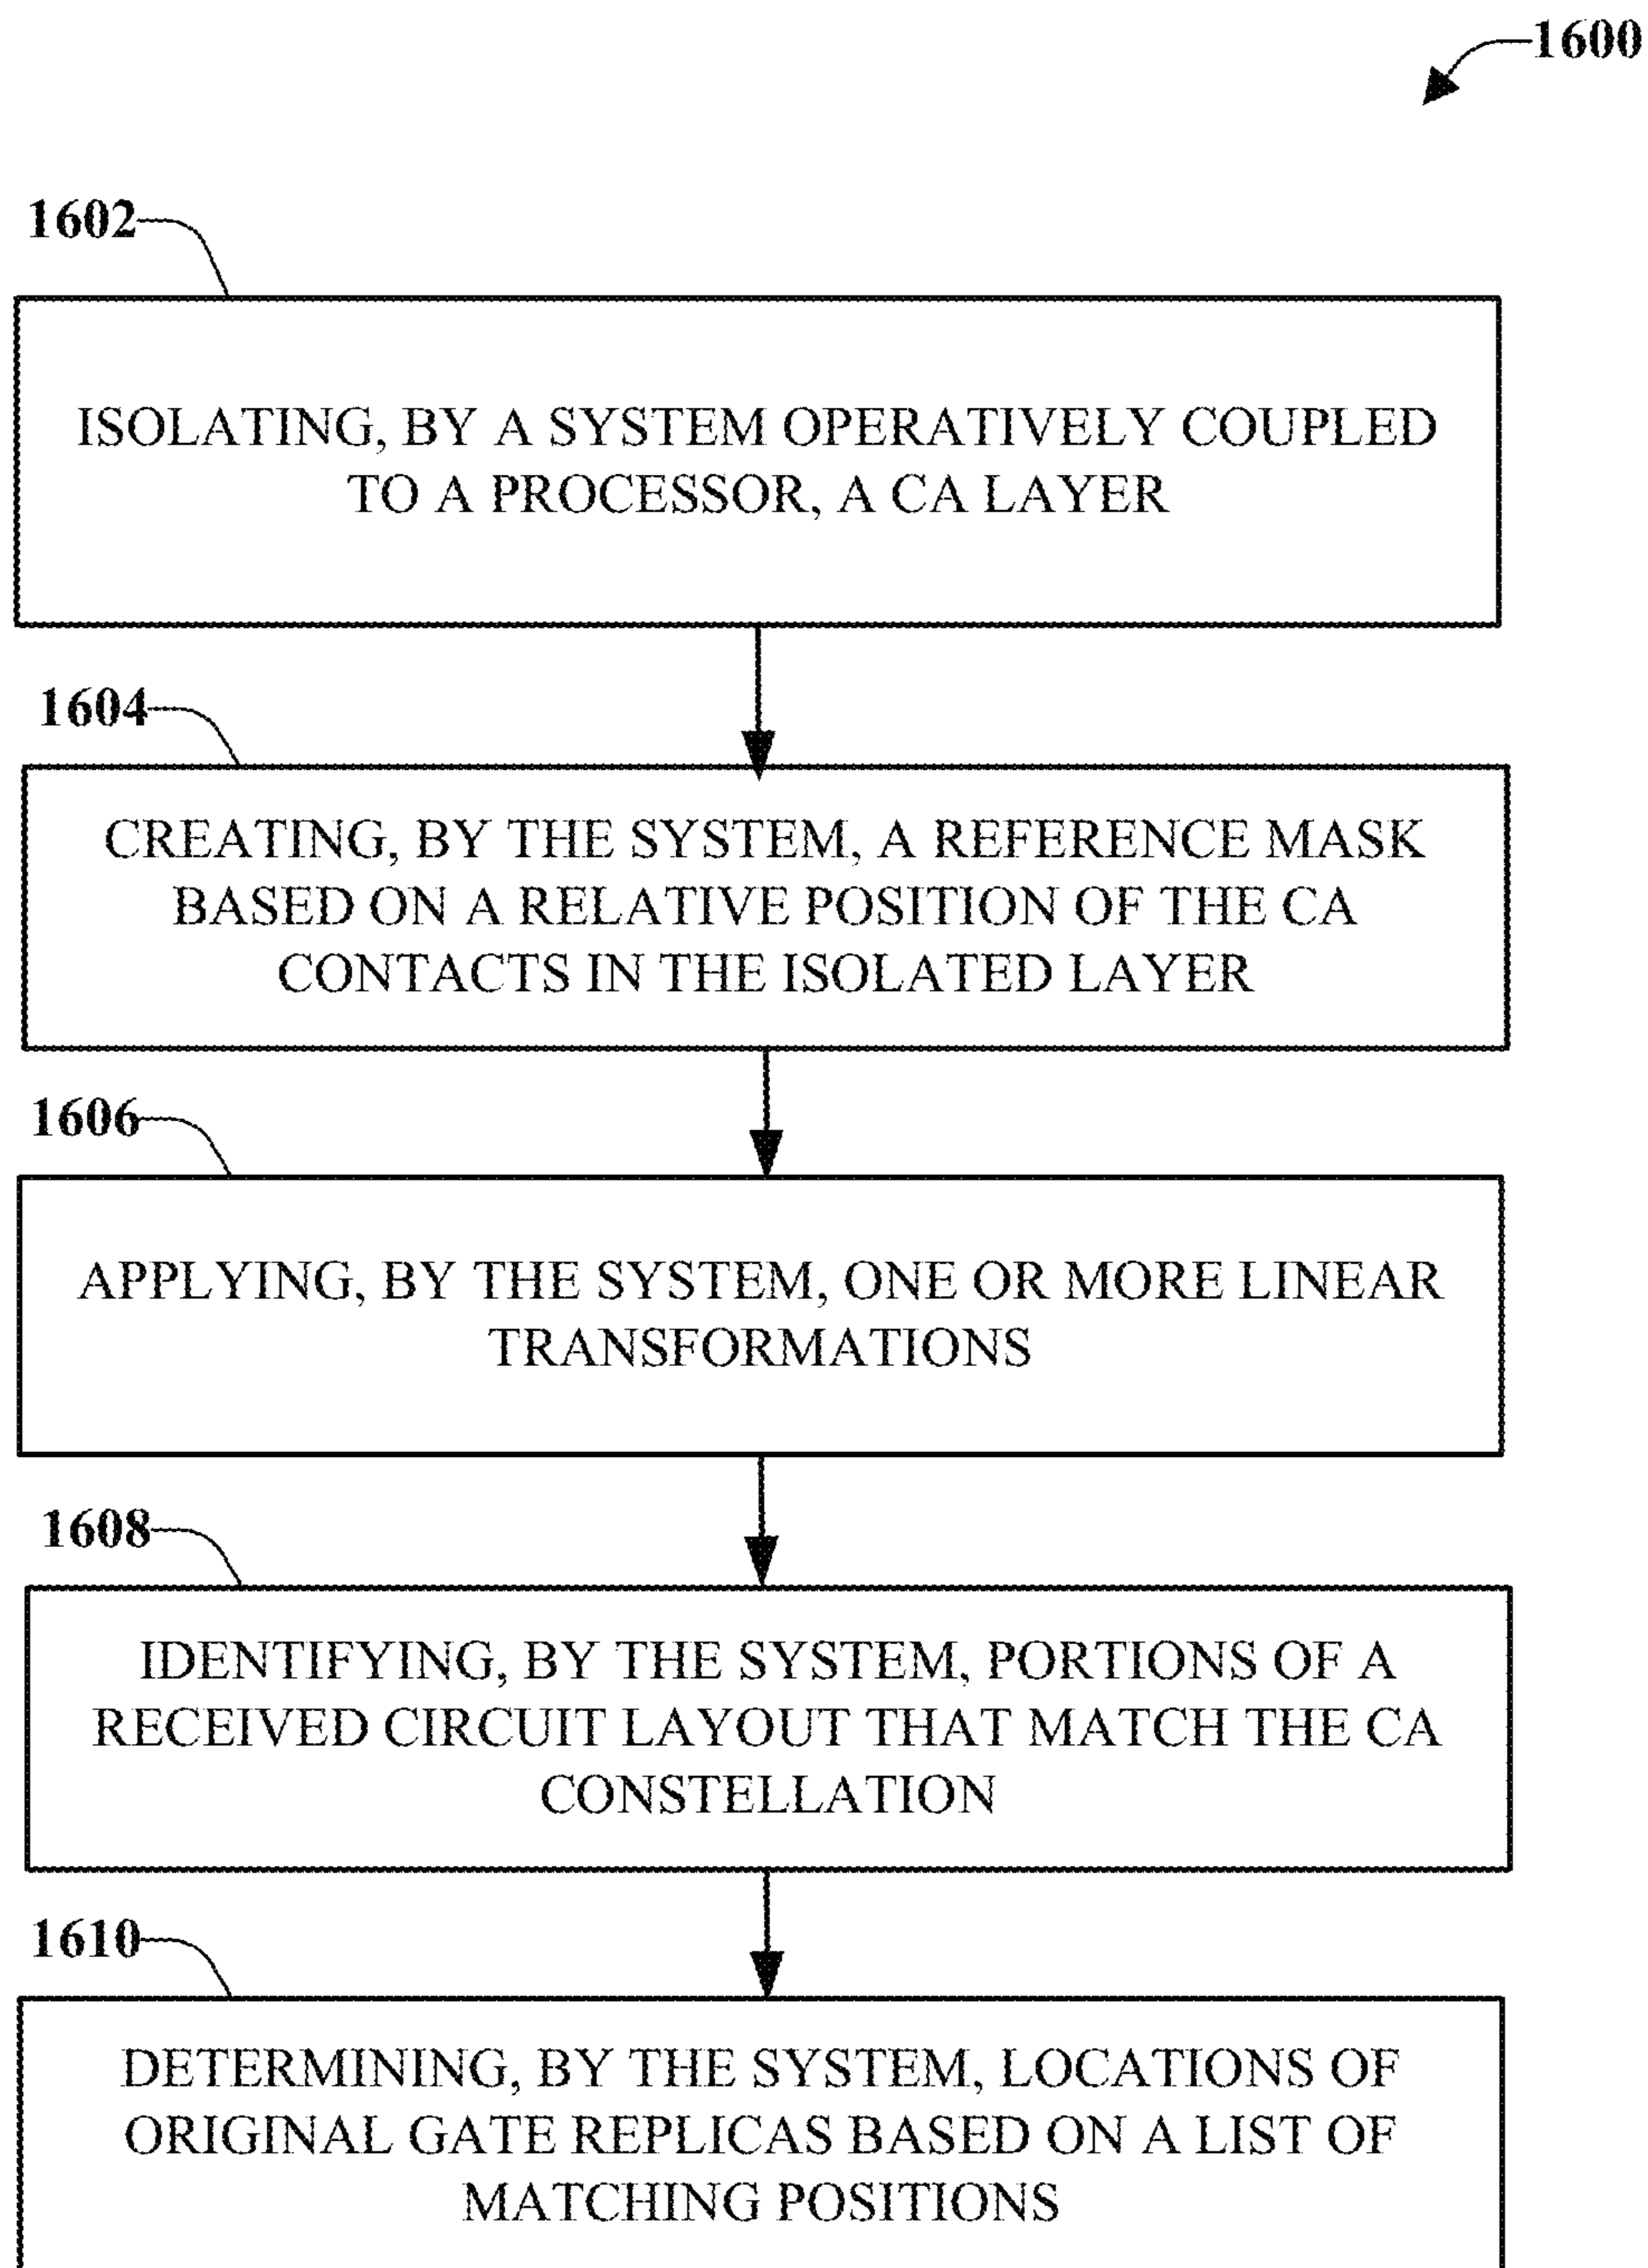 1600
1602
ISOLATING, BY A SYSTEM OPERATIVELY COUPLED
TO A PROCESSOR, A CA LAYER
1604
CREATING, BY THE SYSTEM, A REFERENCE MASK
BASED ON A RELATIVE POSITION OF THE CA
CONTACTS IN THE ISOLATED LAYER
1606
APPLYING, BY THE SYSTEM, ONE OR MORE LINEAR
TRANSFORMATIONS
1608
IDENTIFYING, BY THE SYSTEM, PORTIONS OF A
RECEIVED CIRCUIT LAYOUT THAT MATCH THE CA
CONSTELLATION
1610
DETERMINING, BY THE SYSTEM, LOCATIONS OF
ORIGINAL GATE REPLICAS BASED ON A LIST OF
MATCHING POSITIONS